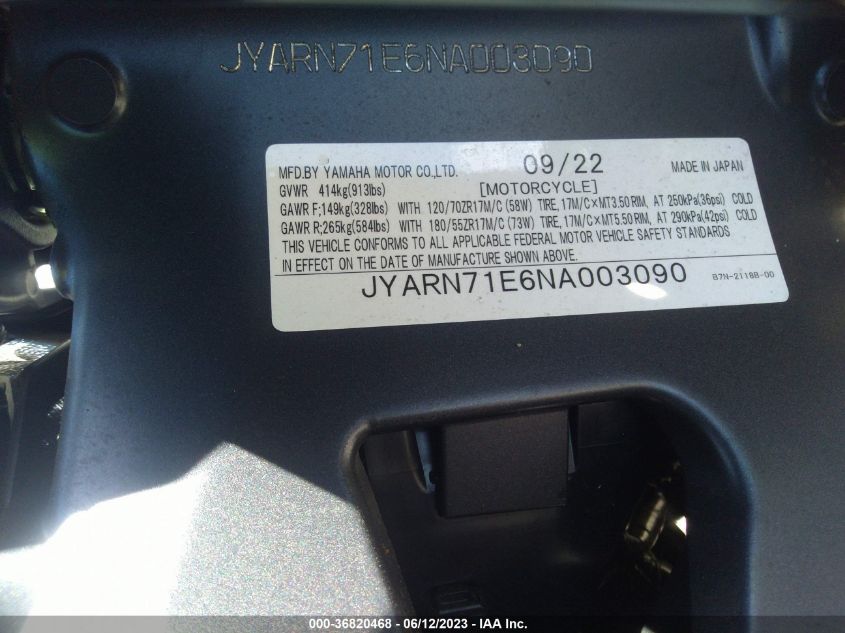 JYARN71E6NA003090
MFD.BY YAMAHA MOTOR CO.,LTD. 09/22 MADE IN JAPAN
GVWR 414kg(913lbs) [MOTORCYCLE]
GAWR F;149kg(328lbs) WITH 120/70ZR17M/C (58W) TIRE, 17M/C×MT3.50 RIM, AT 250kPa(36psi) COLD
GAWR R;265kg(584lbs) WITH 180/55ZR17M/C (73W) TIRE, 17M/C×MT5.50 RIM, AT 290kPa(42psi) COLD
THIS VEHICLE CONFORMS TO ALL APPLICABLE FEDERAL MOTOR VEHICLE SAFETY STANDARDS
IN EFFECT ON THE DATE OF MANUFACTURE SHOWN ABOVE.
JYARN71E6NA003090 B7N-2118B-00
000-36820468 - 06/12/2023 - IAA Inc.